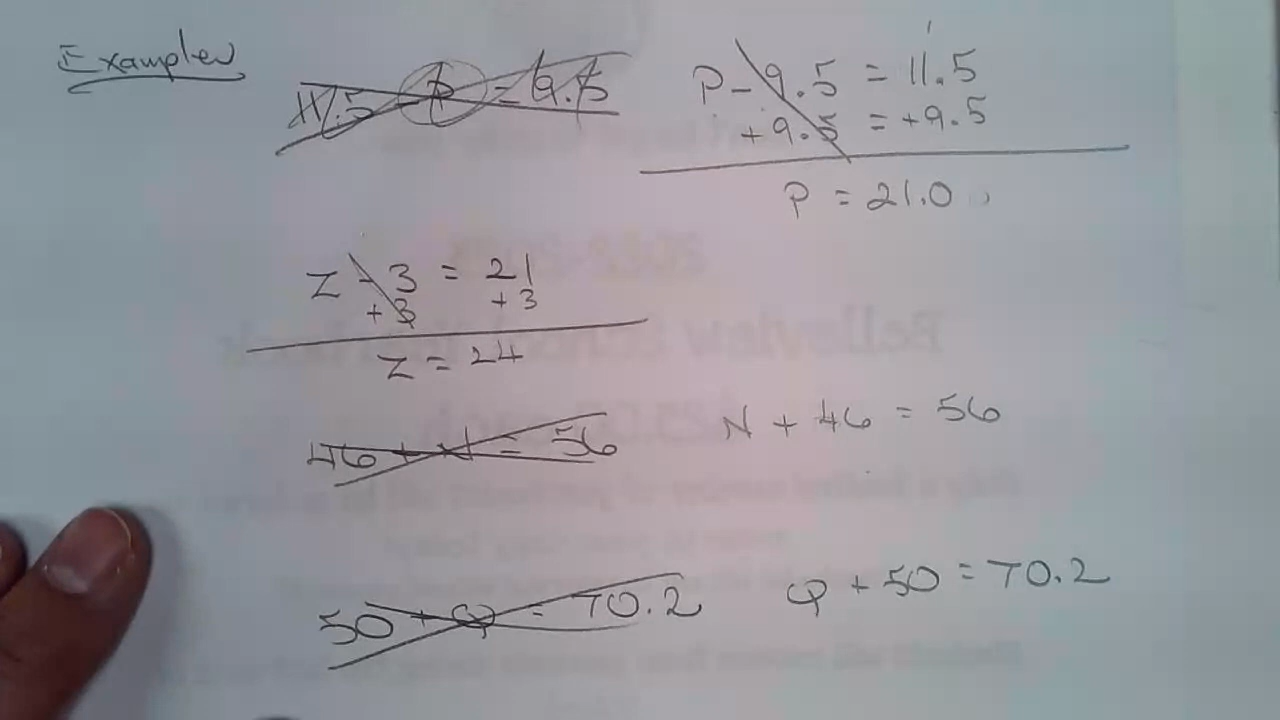 Examples
11.5 - P = 9.5
P - 9.5 = 11.5
+ 9.5 = +9.5
P = 21.0
Z - 3 = 21
+ 3 + 3
Z = 24
46 + N = 56
N + 46 = 56
50 + Q = 70.2
Q + 50 = 70.2